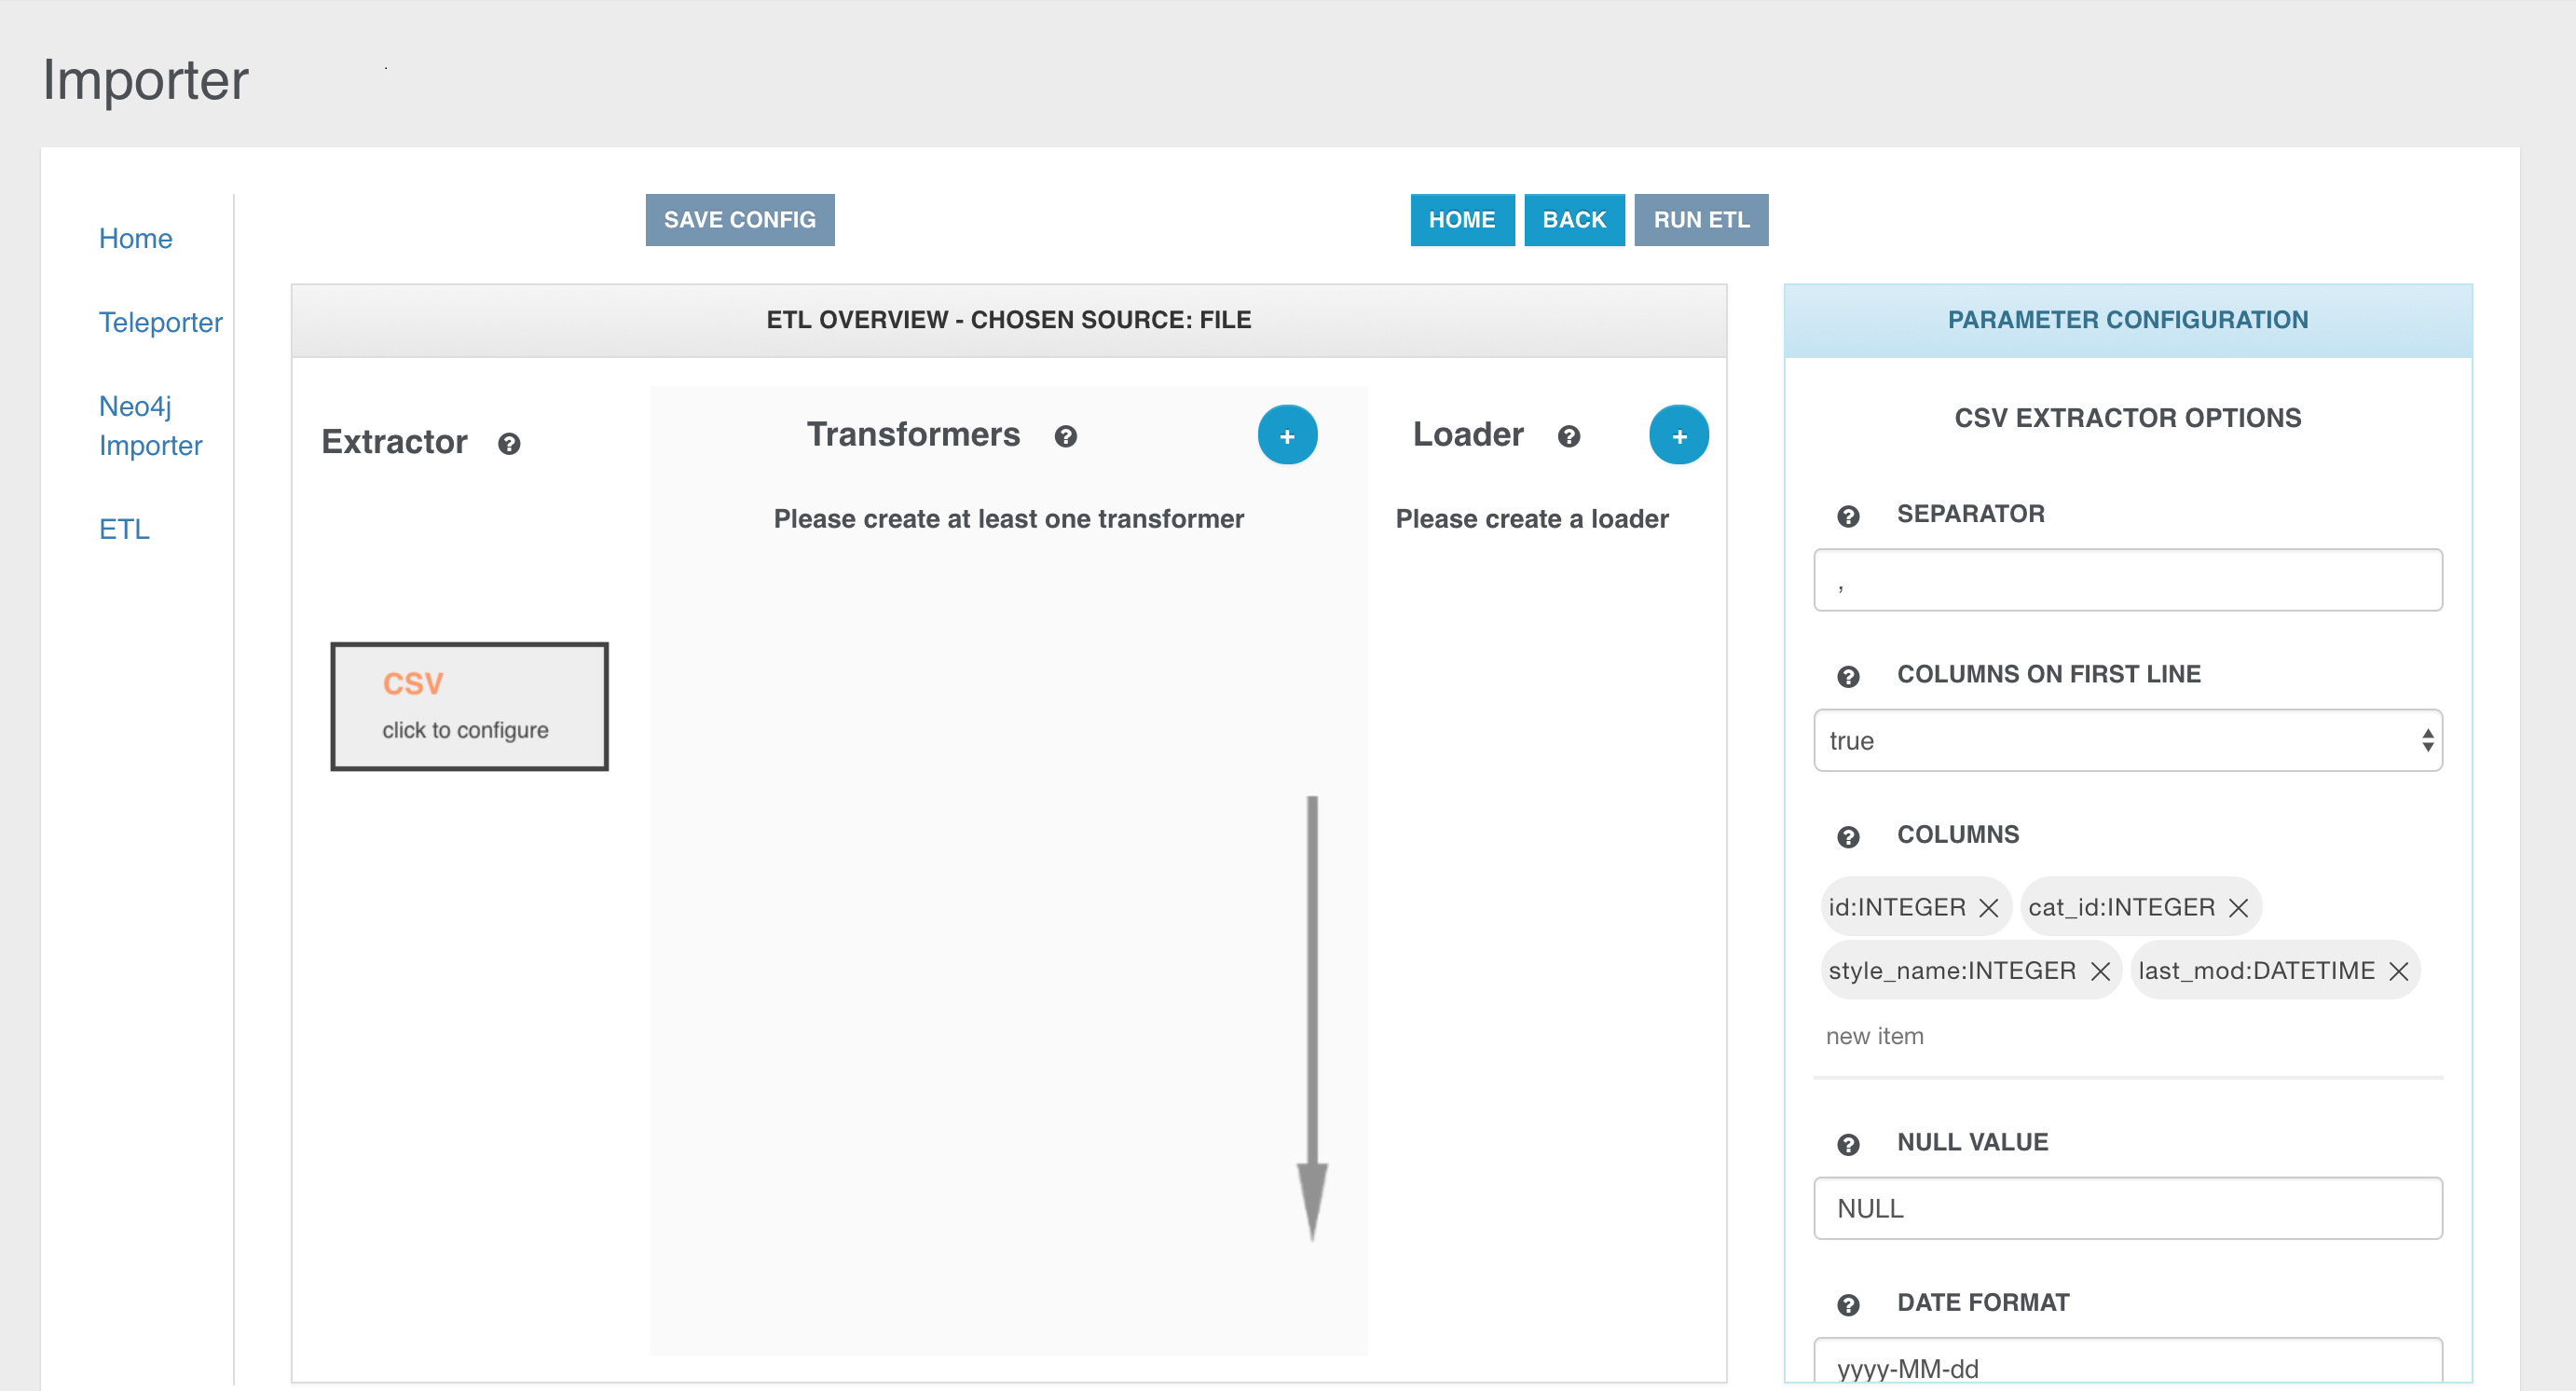 Importer
Home
Teleporter
Neo4j
Importer
ETL
SAVE CONFIG
HOME
BACK
RUN ETL
ETL OVERVIEW - CHOSEN SOURCE: FILE
Extractor
Transformers
+
Loader
+
Please create at least one transformer
Please create a loader
CSV
click to configure
PARAMETER CONFIGURATION
CSV EXTRACTOR OPTIONS
SEPARATOR
,
COLUMNS ON FIRST LINE
true
COLUMNS
id:INTEGER cat_id:INTEGER
style_name:INTEGER last_mod:DATETIME
new item
NULL VALUE
NULL
DATE FORMAT
yyyy-MM-dd